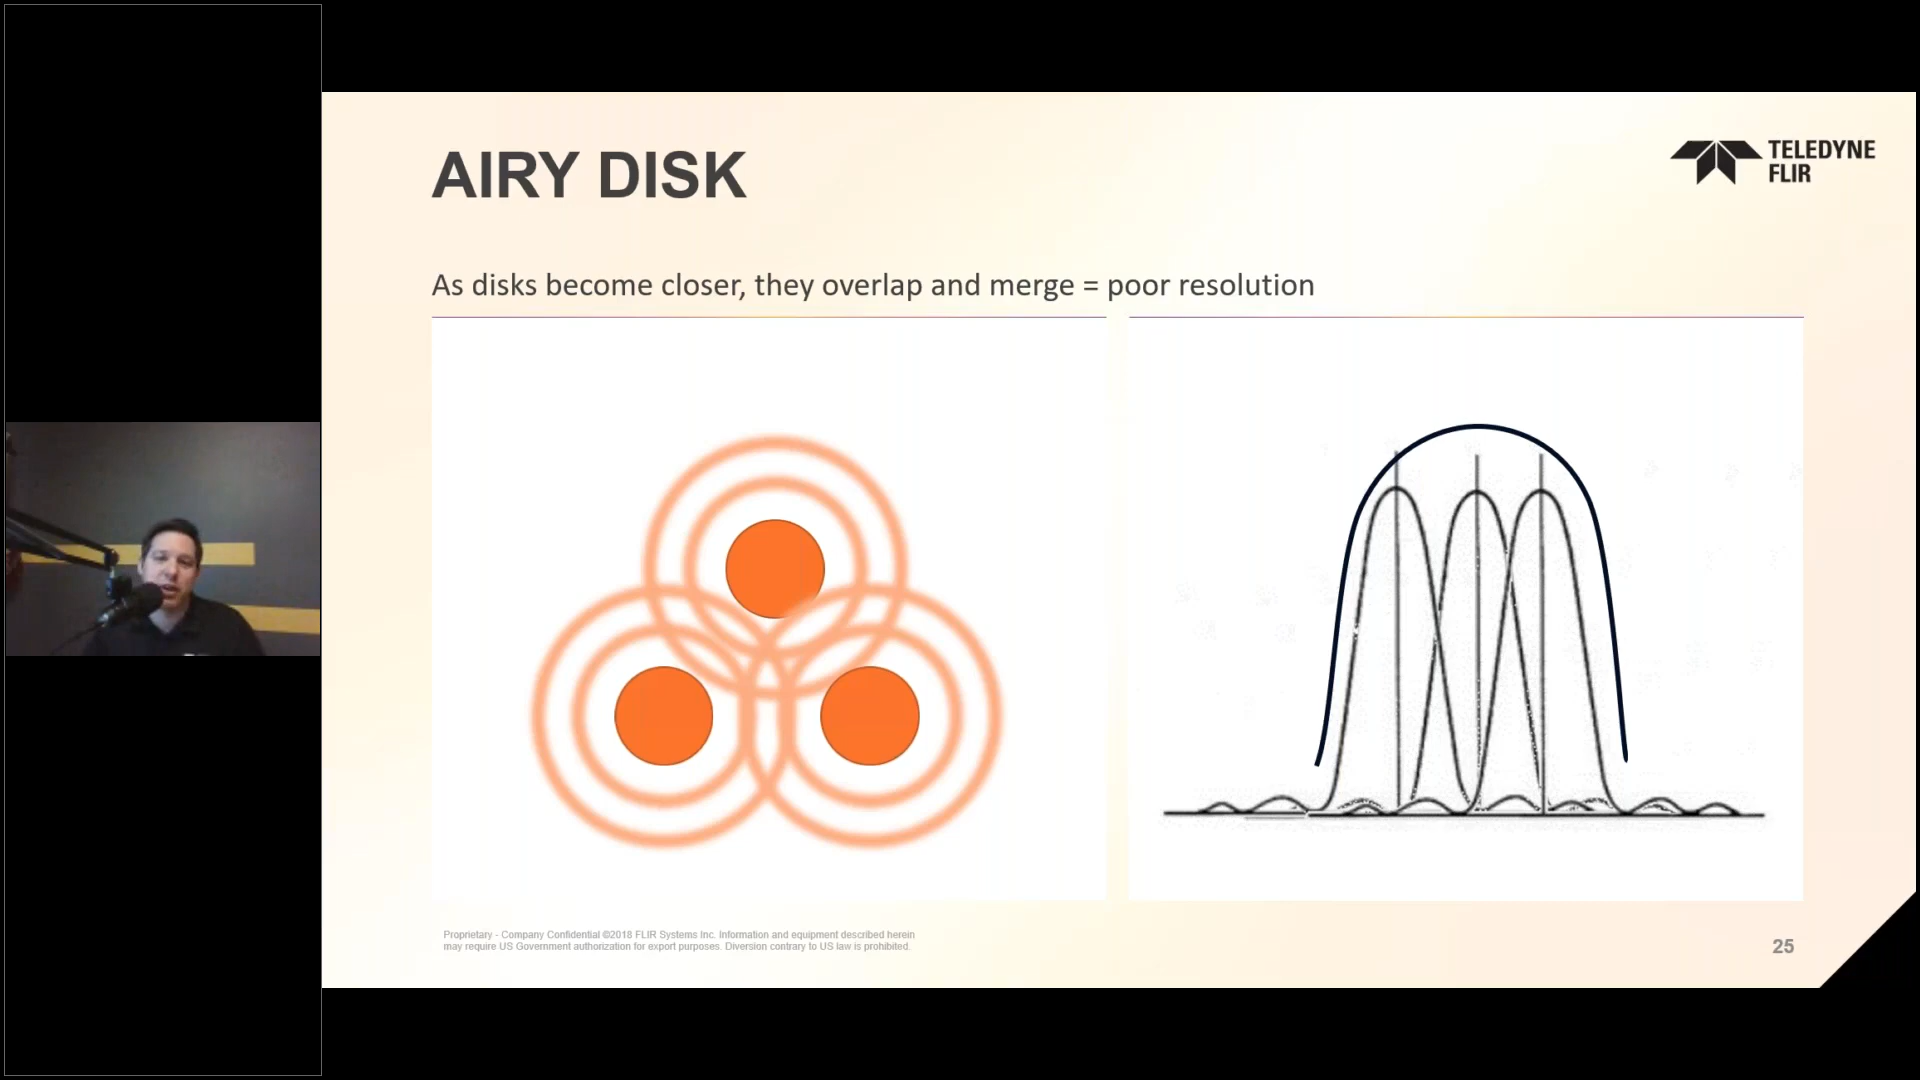 AIRY DISK
TELEDYNE
FLIR
As disks become closer, they overlap and merge = poor resolution
Proprietary - Company Confidential ©2018 FLIR Systems Inc. Information and equipment described herein
may require US Government authorization for export purposes. Diversion contrary to US law is prohibited.
25